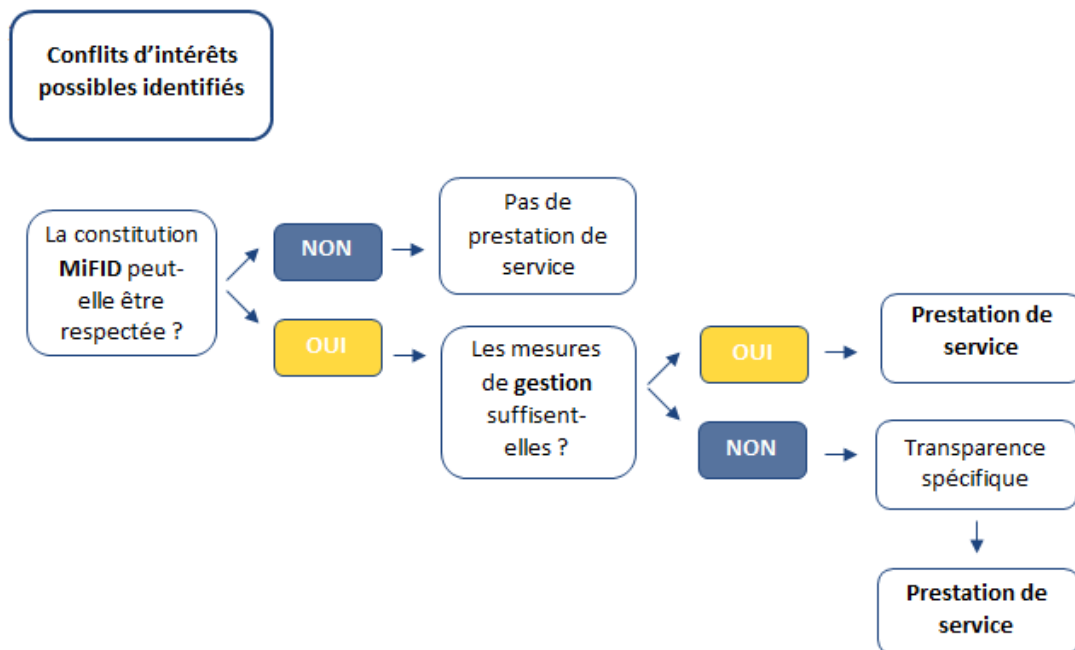 Conflits d’intérêts
possibles identifiés
La constitution
MiFID peut-
elle être
respectée ?
NON
Pas de
prestation de
service
OUI
Les mesures
de gestion
suffisent-
elles ?
OUI
Prestation de
service
NON
Transparence
spécifique
Prestation de
service